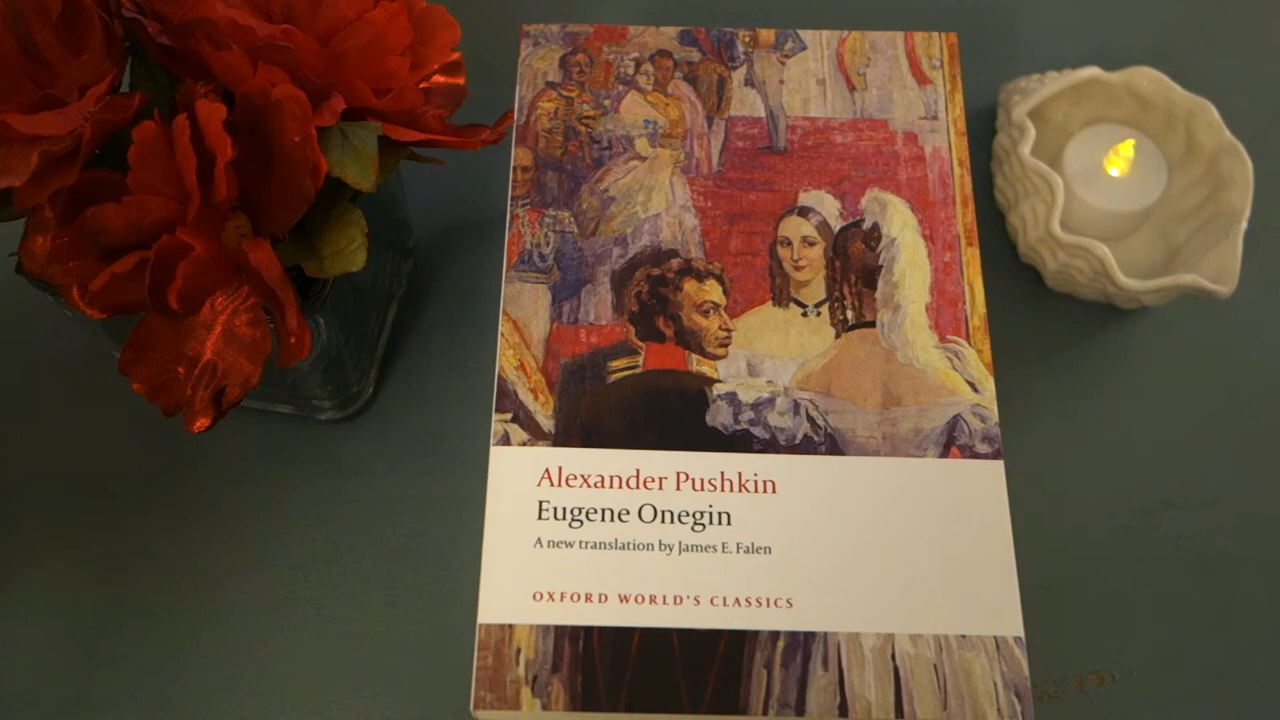 Alexander Pushkin
Eugene Onegin
A new translation by James E. Falen
OXFORD WORLD'S CLASSICS